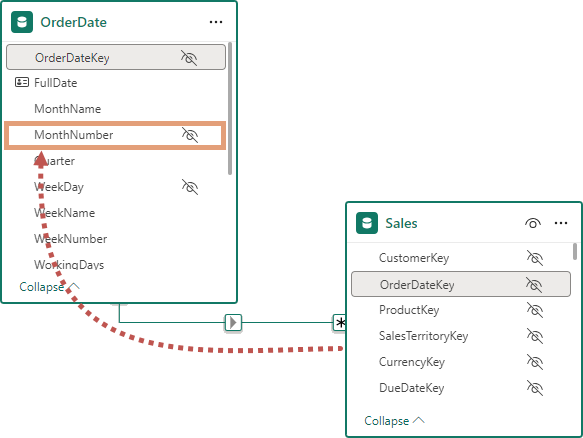 OrderDate
OrderDateKey
FullDate
MonthName
MonthNumber
Quarter
WeekDay
WeekName
WeekNumber
WorkingDays
Collapse
Sales
CustomerKey
OrderDateKey
ProductKey
SalesTerritoryKey
CurrencyKey
DueDateKey
Collapse